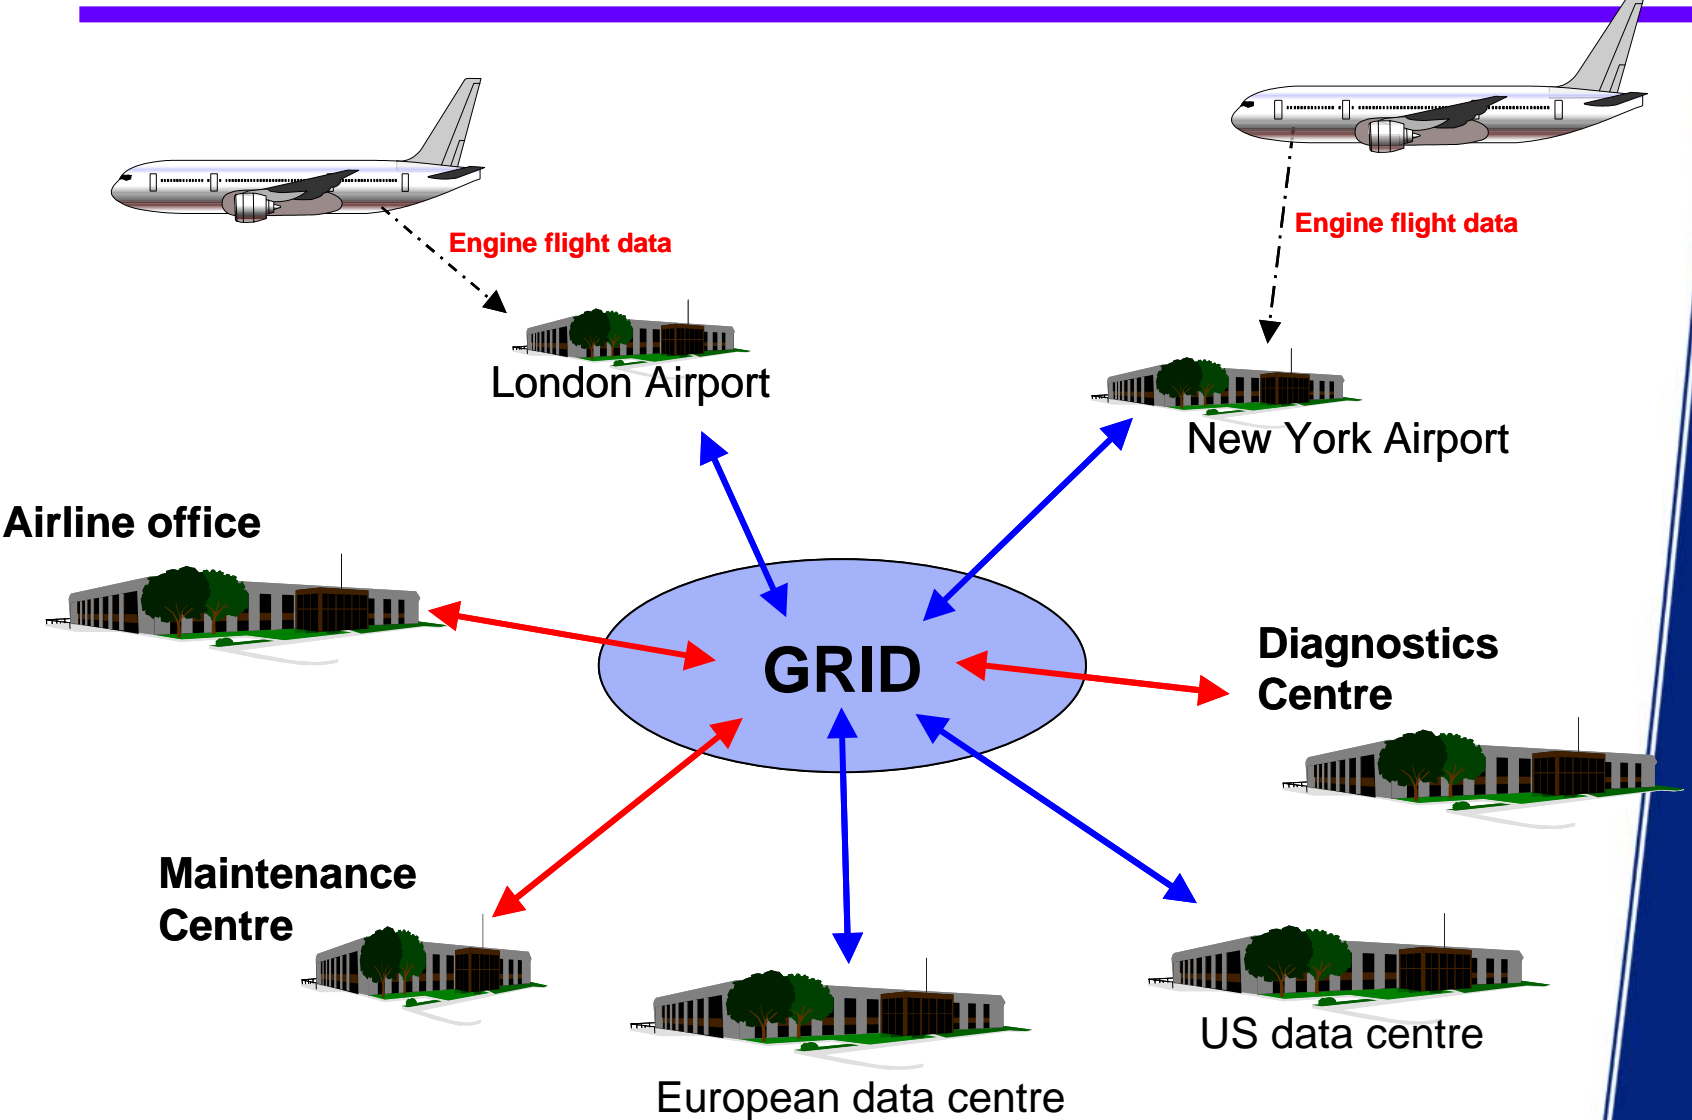 Engine flight data
Engine flight data
London Airport
New York Airport
Airline office
GRID
Diagnostics
Centre
Maintenance
Centre
US data centre
European data centre